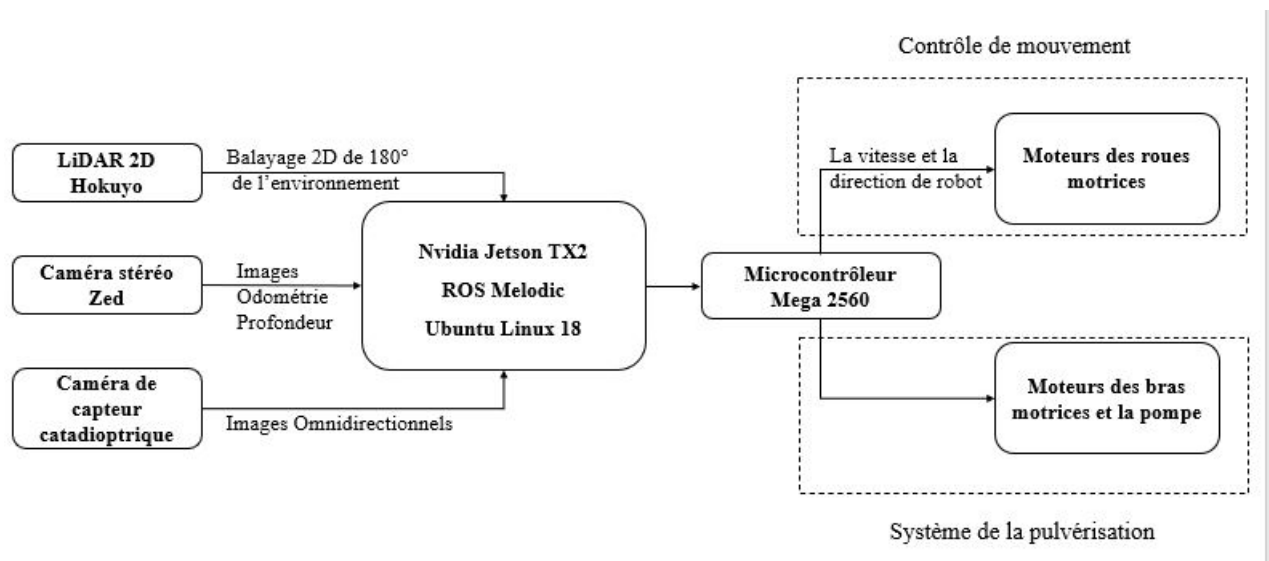 Contrôle de mouvement
LiDAR 2D
Hokuyo
Balayage 2D de 180°
de l’environnement
Caméra stéréo
Zed
Images
Odométrie
Profondeur
Caméra de
capteur
catadioptrique
Images Omnidirectionnels
Nvidia Jetson TX2
ROS Melodic
Ubuntu Linux 18
Microcontrôleur
Mega 2560
La vitesse et la
direction de robot
Moteurs des roues
motrices
Moteurs des bras
motrices et la pompe
Système de la pulvérisation